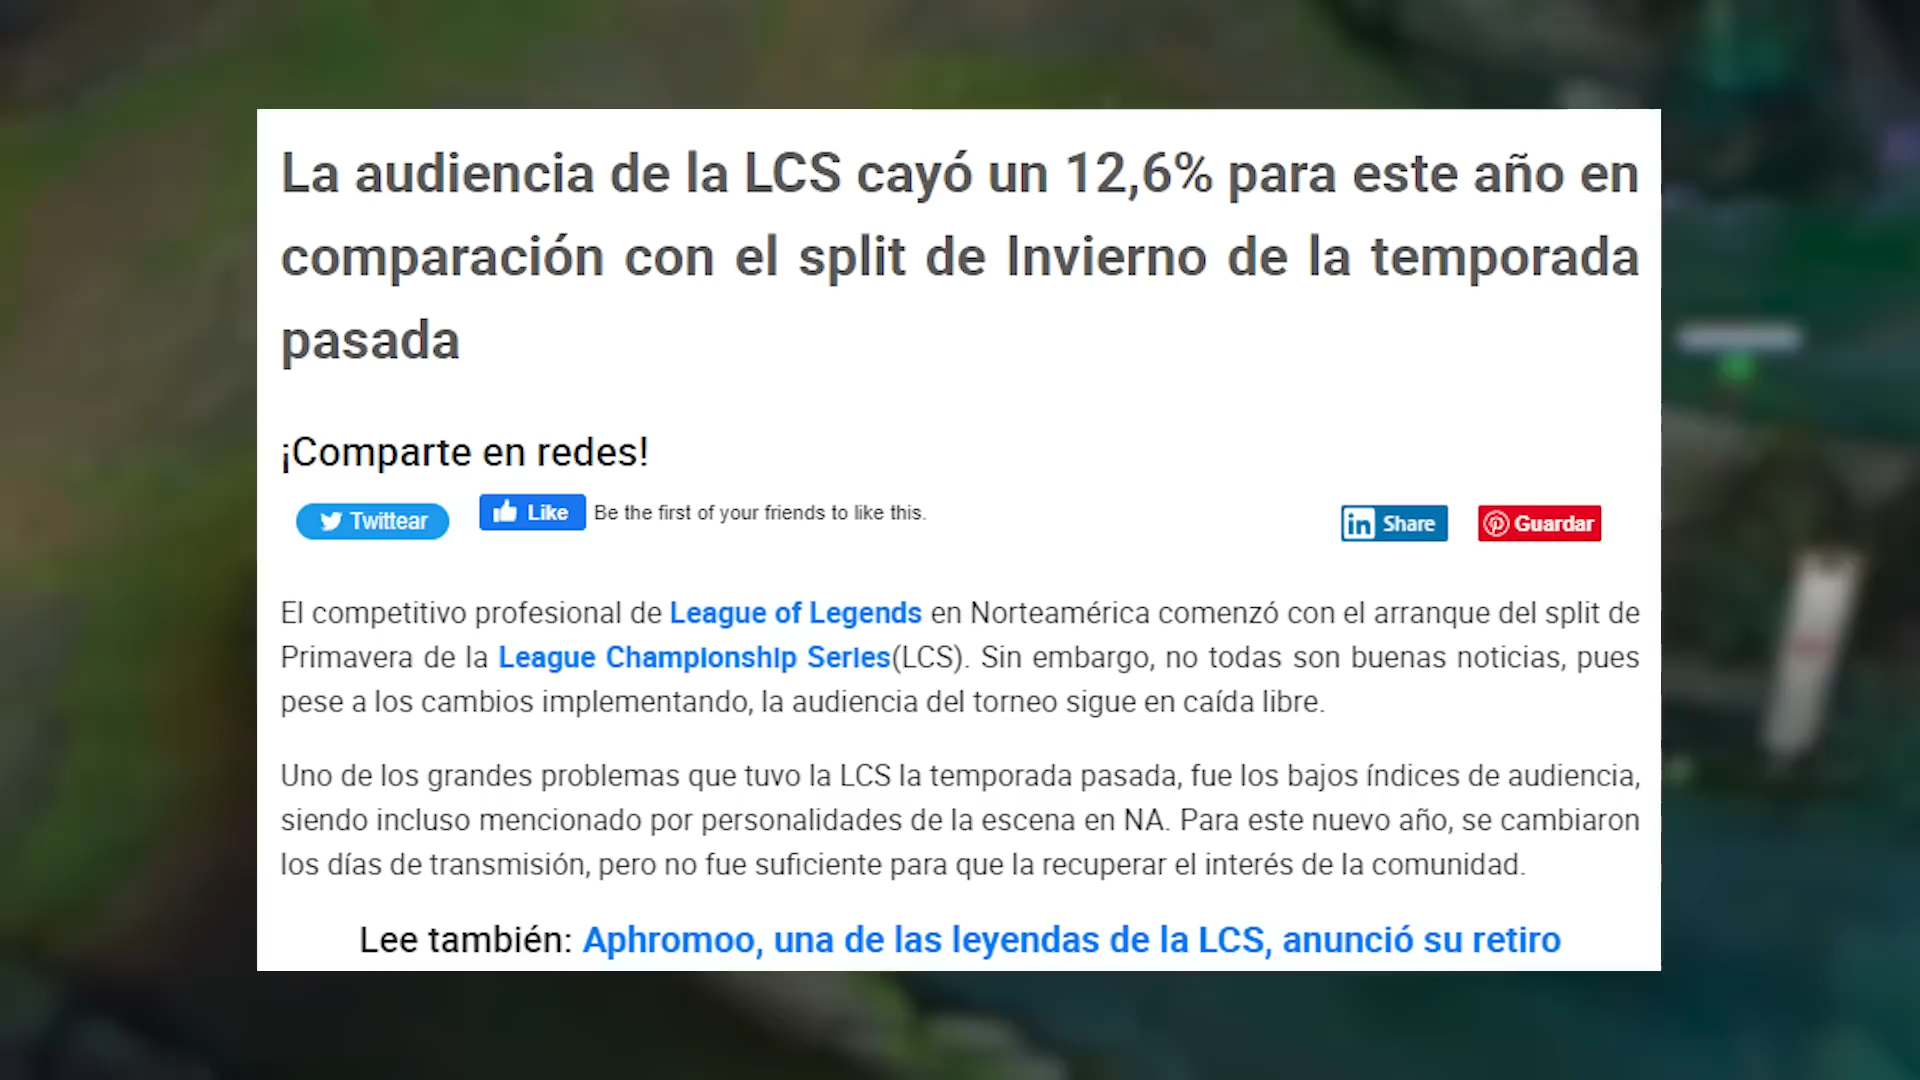 La audiencia de la LCS cayó un 12,6% para este año en
comparación con el split de Invierno de la temporada
pasada
¡Comparte en redes!
Twittear
Like Be the first of your friends to like this.
Share
Guardar
El competitivo profesional de League of Legends en Norteamérica comenzó con el arranque del split de
Primavera de la League Championship Series(LCS). Sin embargo, no todas son buenas noticias, pues
pese a los cambios implementando, la audiencia del torneo sigue en caída libre.
Uno de los grandes problemas que tuvo la LCS la temporada pasada, fue los bajos índices de audiencia,
siendo incluso mencionado por personalidades de la escena en NA. Para este nuevo año, se cambiaron
los días de transmisión, pero no fue suficiente para que la recuperar el interés de la comunidad.
Lee también: Aphromoo, una de las leyendas de la LCS, anunció su retiro